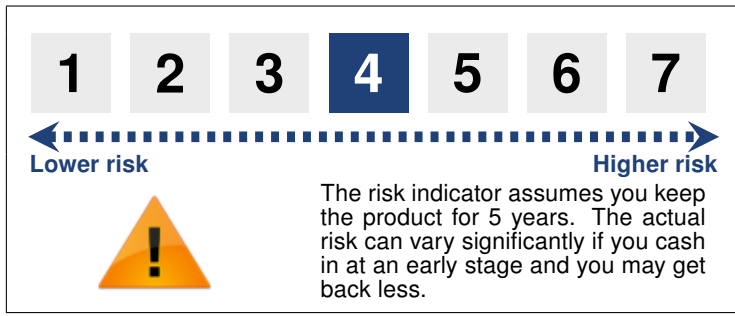 1 2 3 4 5 6 7
Lower risk Higher risk
The risk indicator assumes you keep
the product for 5 years. The actual
risk can vary significantly if you cash
in at an early stage and you may get
back less.